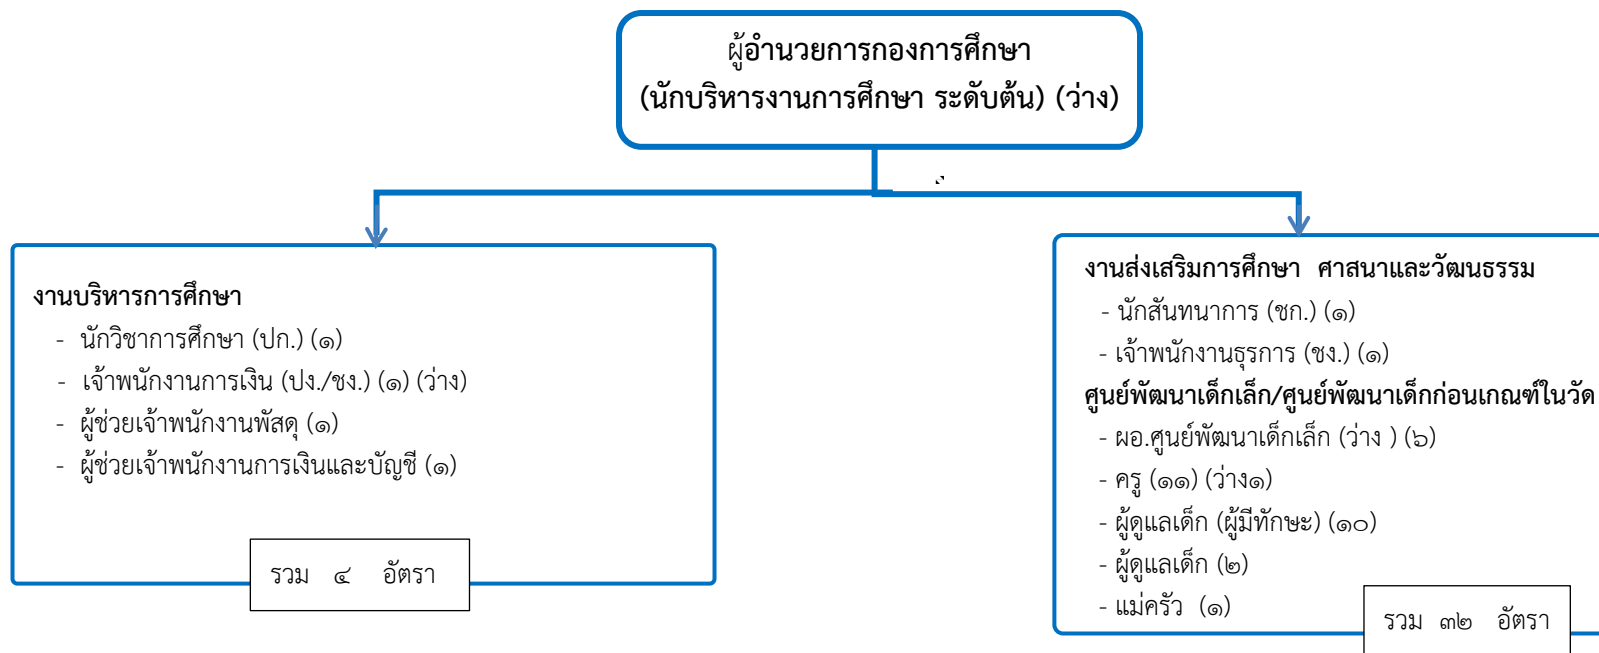 ผู้อำนวยการกองการศึกษา
(นักบริหารงานการศึกษา ระดับต้น) (ว่าง)
งานบริหารการศึกษา
- นักวิชาการศึกษา (ปก.) (๑)
- เจ้าพนักงานการเงิน (ปง./ชง.) (๑) (ว่าง)
- ผู้ช่วยเจ้าพนักงานพัสดุ (๑)
- ผู้ช่วยเจ้าพนักงานการเงินและบัญชี (๑)
รวม ๔ อัตรา
งานส่งเสริมการศึกษา ศาสนาและวัฒนธรรม
- นักสันทนาการ (ชก.) (๑)
- เจ้าพนักงานธุรการ (ชง.) (๑)
ศูนย์พัฒนาเด็กเล็ก/ศูนย์พัฒนาเด็กก่อนเกณฑ์ในวัด
- ผอ.ศูนย์พัฒนาเด็กเล็ก (ว่าง ) (๖)
- ครู (๑๑) (ว่าง๑)
- ผู้ดูแลเด็ก (ผู้มีทักษะ) (๑๐)
- ผู้ดูแลเด็ก (๒)
- แม่ครัว (๑)
รวม ๓๒ อัตรา